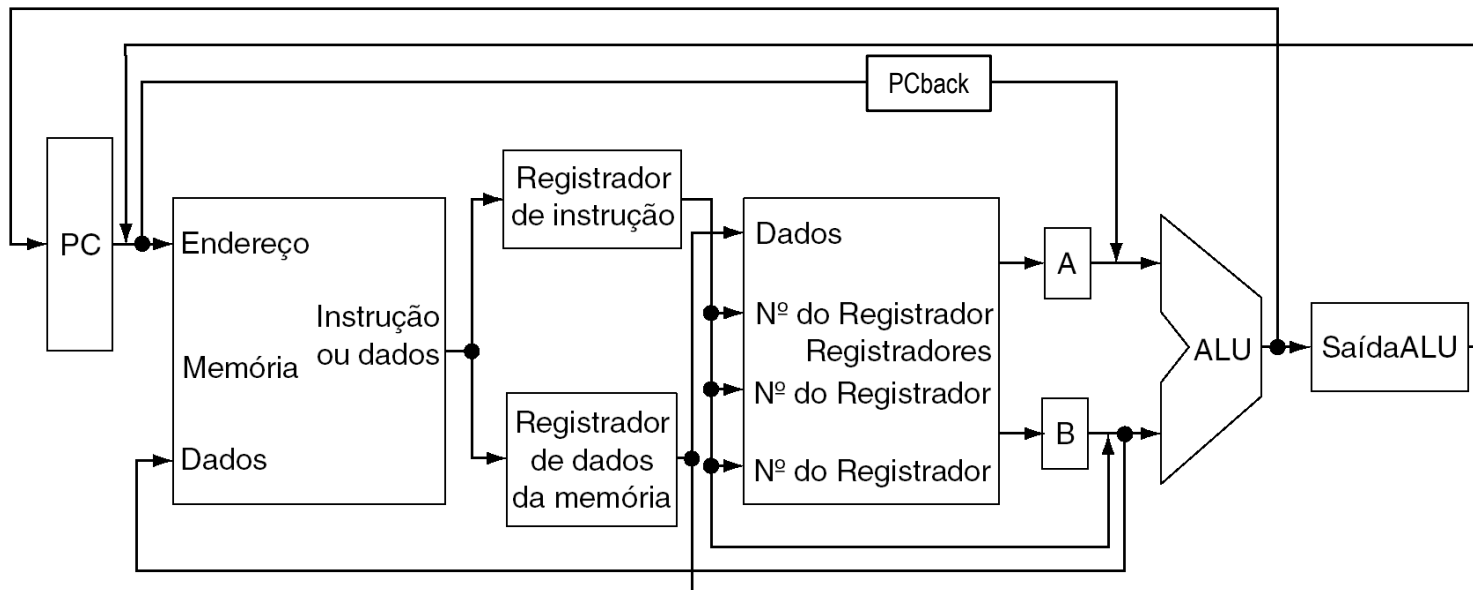 PCback
PC
Endereço
Memória
Instrução
ou dados
Dados
Registrador
de instrução
Registrador
de dados
da memória
Dados
Nº do Registrador
Registradores
Nº do Registrador
Nº do Registrador
A
B
ALU
SaídaALU